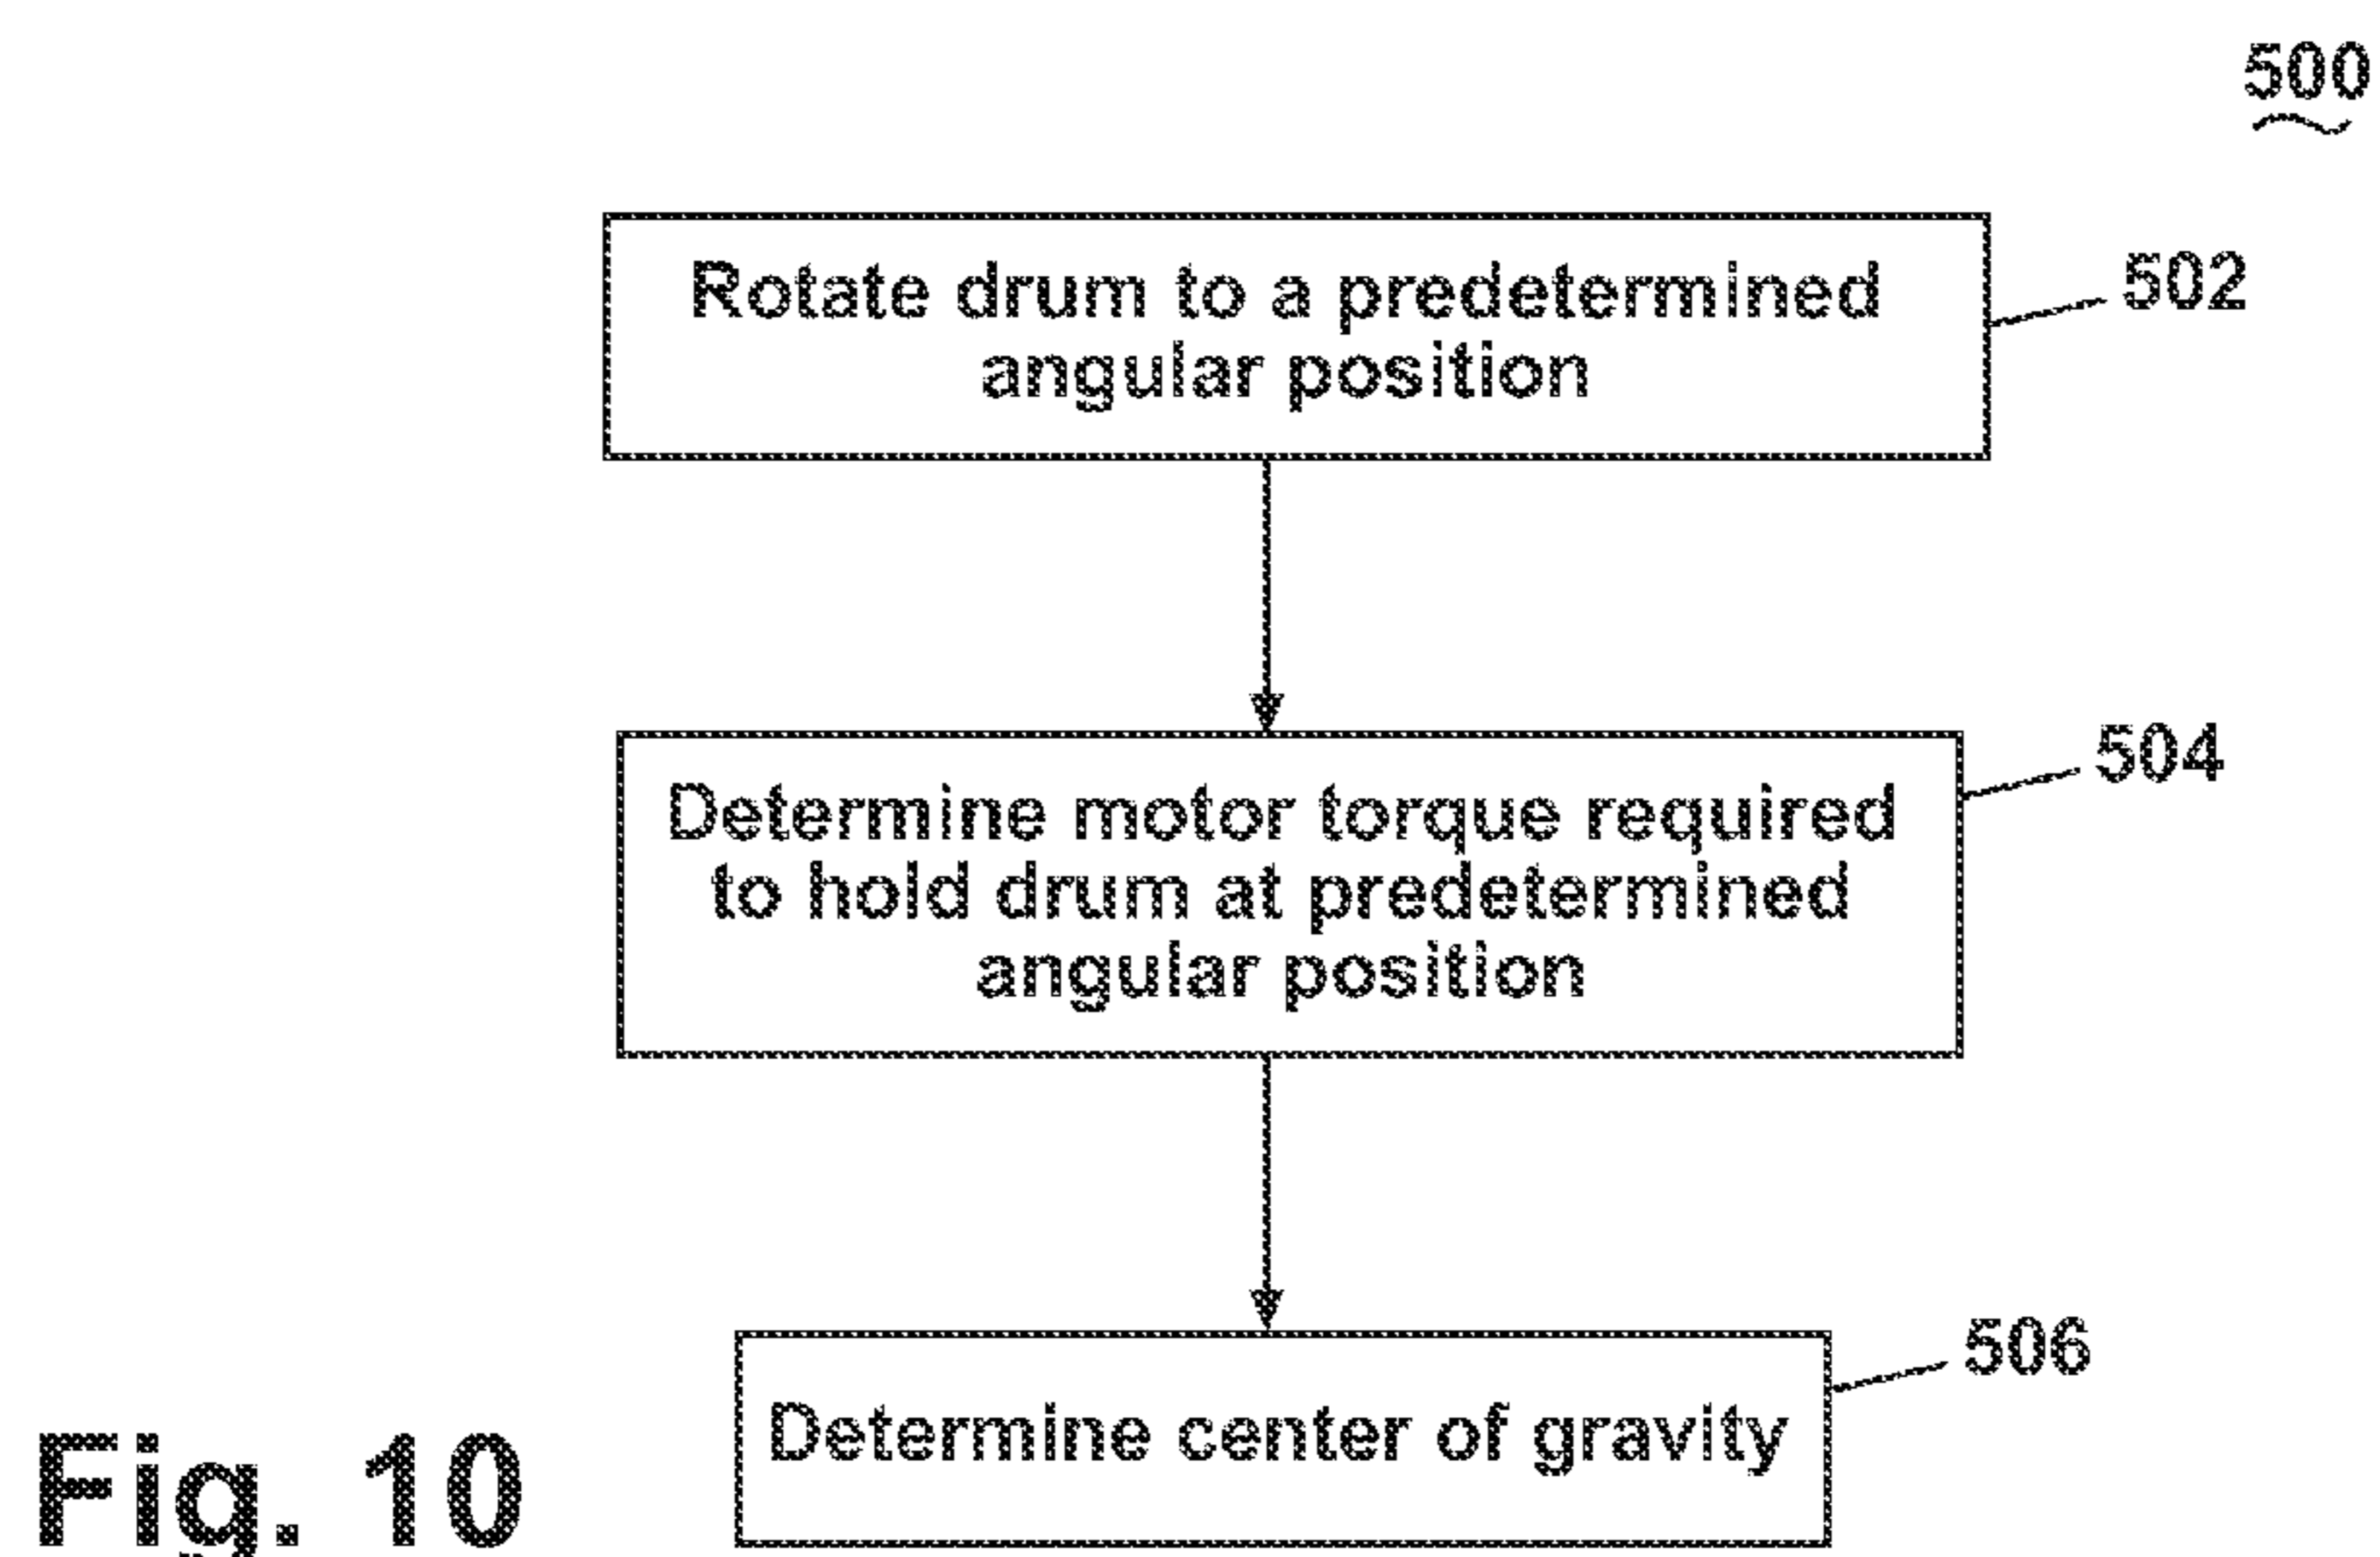 500
Rotate drum to a predetermined
angular position
502
Determine motor torque required
to hold drum at predetermined
angular position
504
Determine center of gravity
506
Fig. 10